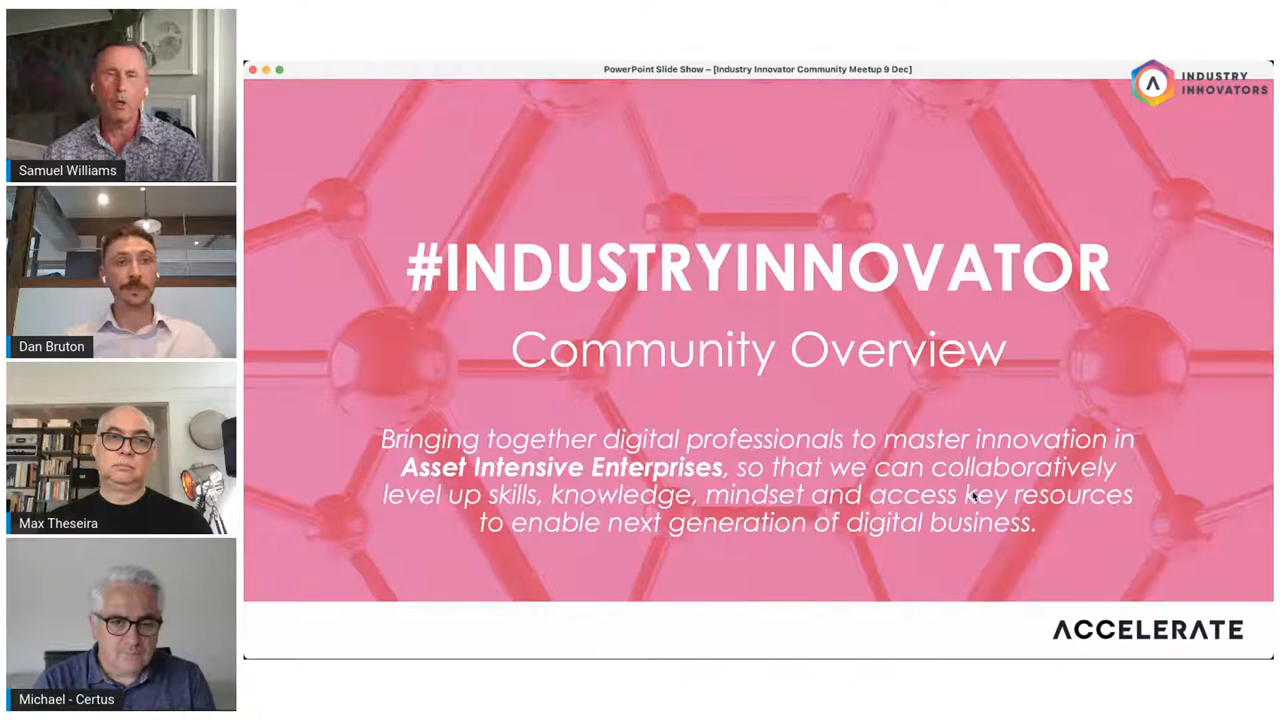 Samuel Williams
Dan Bruton
Max Theseira
Michael - Certus
PowerPoint Slide Show – [Industry Innovator Community Meetup 9 Dec]
INDUSTRY
INNOVATORS
#INDUSTRYINNOVATOR
Community Overview
Bringing together digital professionals to master innovation in
Asset Intensive Enterprises, so that we can collaboratively
level up skills, knowledge, mindset and access key resources
to enable next generation of digital business.
ACCELERATE